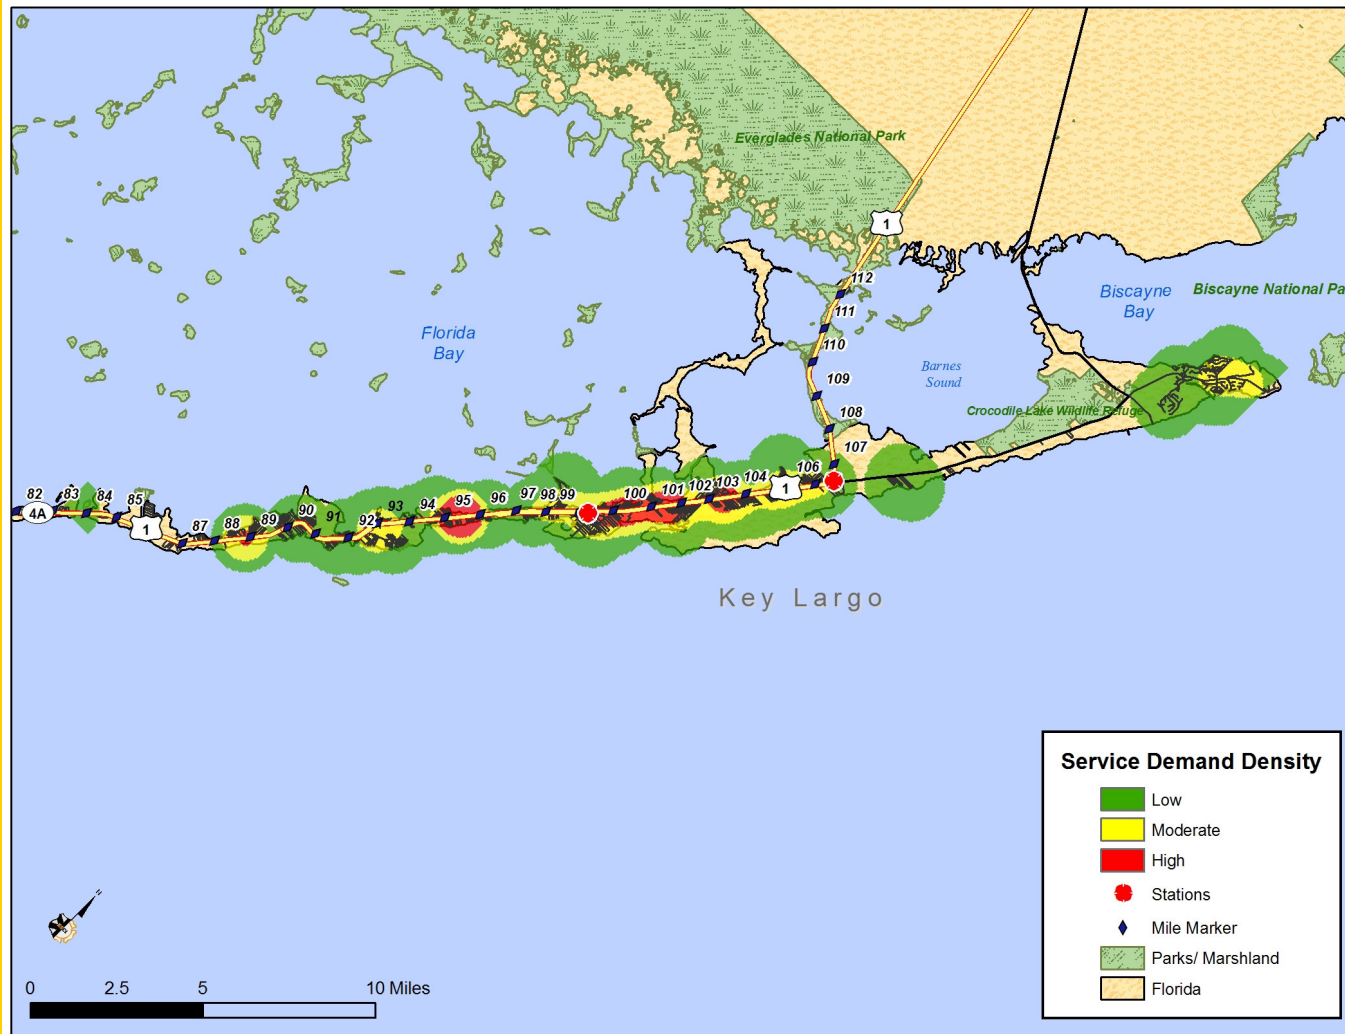 Everglades National Park
1
112
Biscayne
Bay
Biscayne National Pa
111
Florida
Bay
110
Barnes
Sound
109
Crocodile Lake Wildlife Refuge
108
107
82
83
84
85
4A
1
87
88
89
90
91
92
93
94
95
96
97
98
99
100
101
102
103
104
1
106
Key Largo
Service Demand Density
Low
Moderate
High
Stations
Mile Marker
Parks/ Marshland
Florida
N
0 2.5 5 10 Miles